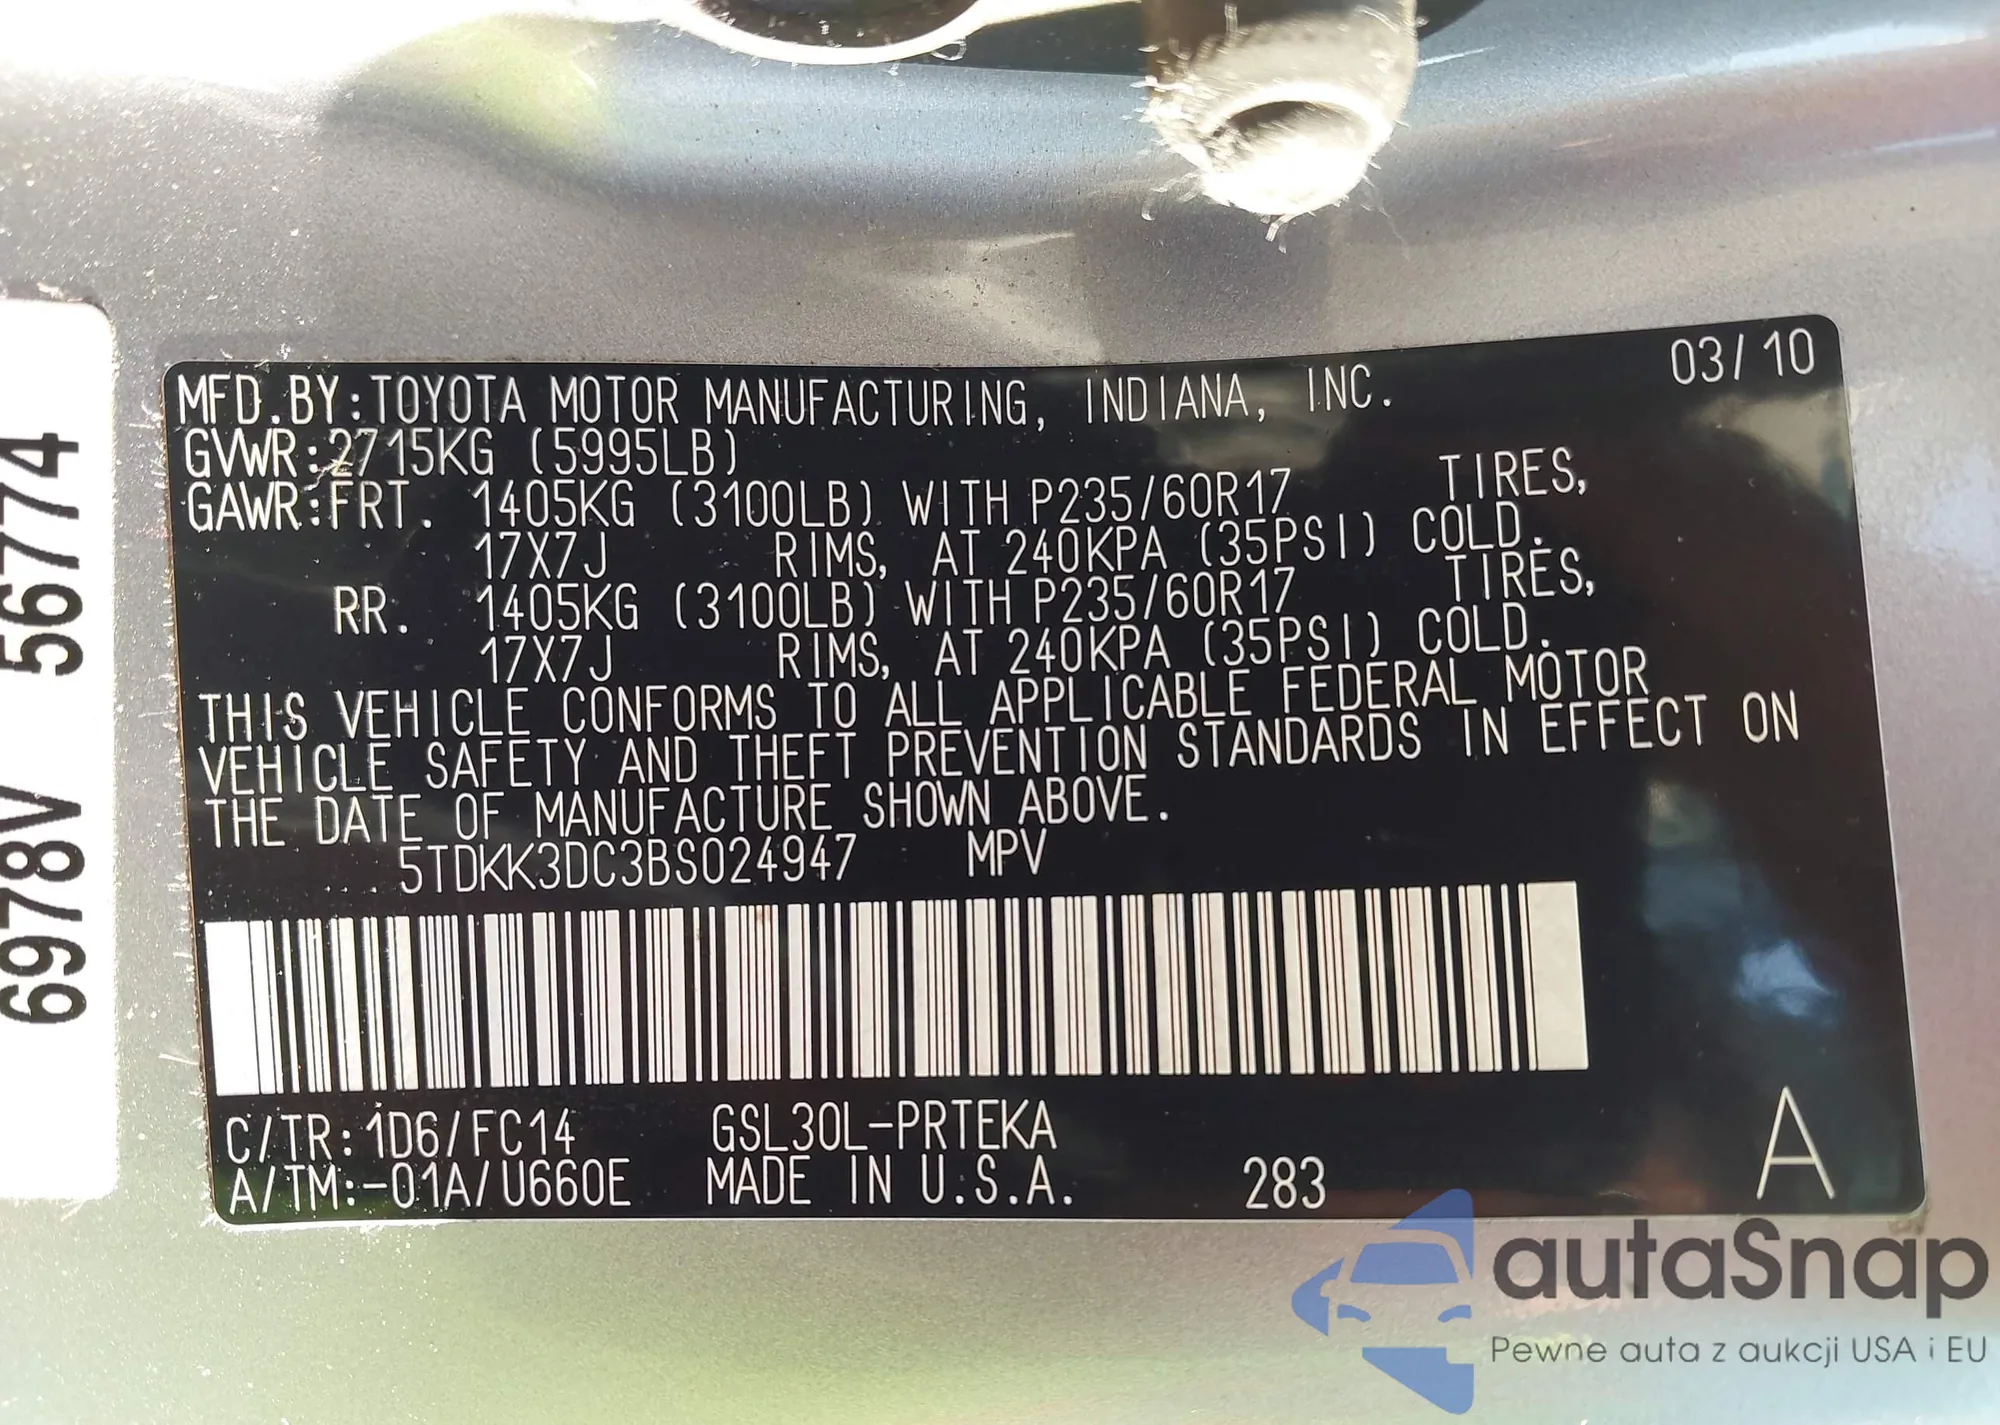 MFD.BY:TOYOTA MOTOR MANUFACTURING, INDIANA, INC. 03/10
GVWR:2715KG (5995LB)
GAWR:FRT. 1405KG (3100LB) WITH P235/60R17 TIRES,
17X7J RIMS, AT 240KPA (35PSI) COLD.
RR. 1405KG (3100LB) WITH P235/60R17 TIRES,
17X7J RIMS, AT 240KPA (35PSI) COLD.
THIS VEHICLE CONFORMS TO ALL APPLICABLE FEDERAL MOTOR
VEHICLE SAFETY AND THEFT PREVENTION STANDARDS IN EFFECT ON
THE DATE OF MANUFACTURE SHOWN ABOVE.
5TDKK3DC3BS024947 MPV
C/TR:1D6/FC14 GSL30L-PRTEKA
A/TM:-01A/U660E MADE IN U.S.A. 283 A
6978V 56774
autaSnap
Pewne auta z aukcji USA i EU